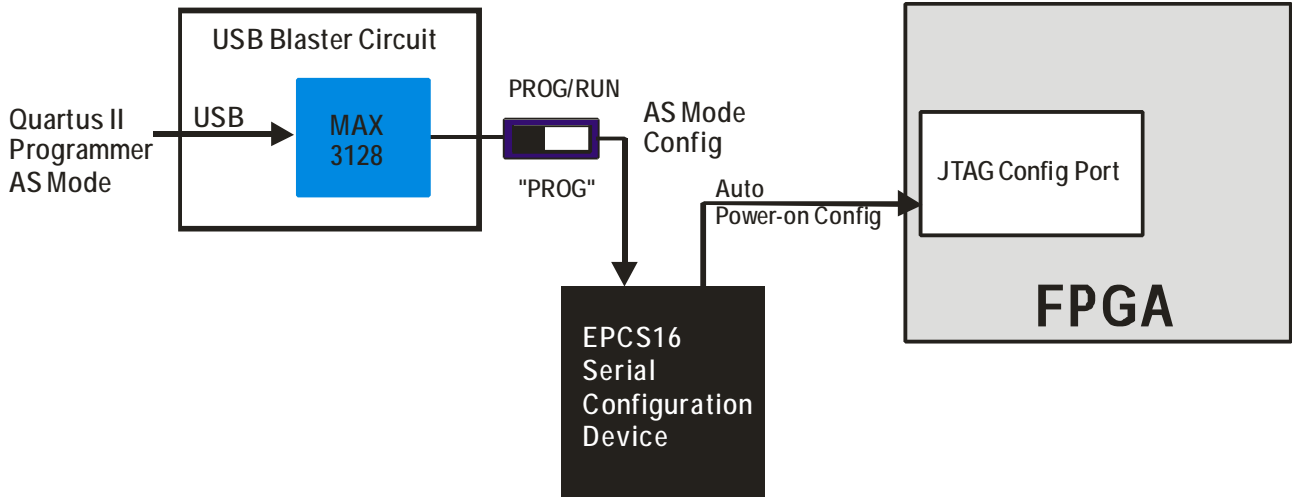 USB Blaster Circuit
Quartus II
Programmer
AS Mode
USB
MAX
3128
PROG/RUN
"PROG"
AS Mode
Config
Auto
Power-on Config
JTAG Config Port
FPGA
EPCS16
Serial
Configuration
Device